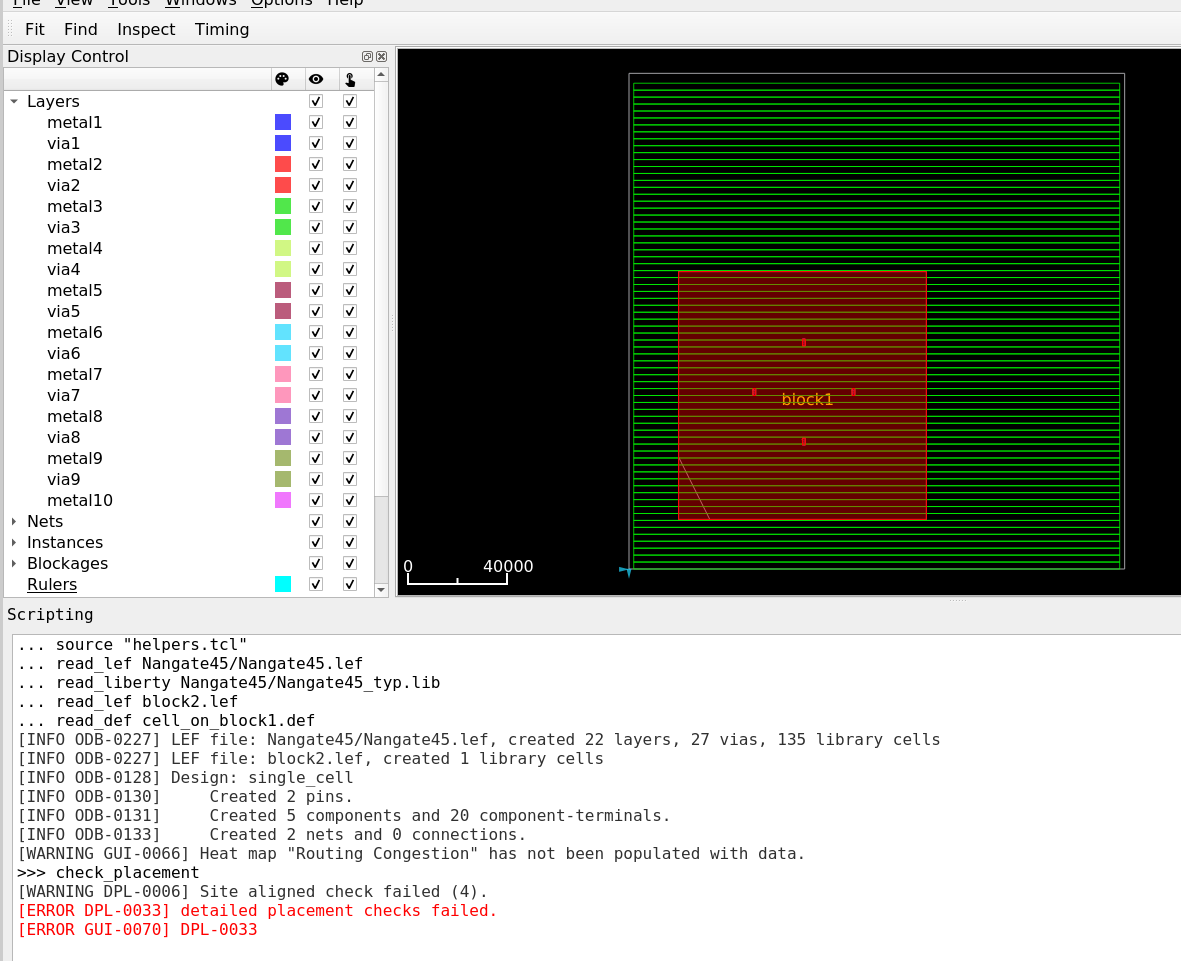 File View Tools Windows Options Help
Fit Find Inspect Timing
Display Control
Layers
metal1
via1
metal2
via2
metal3
via3
metal4
via4
metal5
via5
metal6
via6
metal7
via7
metal8
via8
metal9
via9
metal10
Nets
Instances
Blockages
Rulers
block1
0 40000
Scripting
... source "helpers.tcl"
... read_lef Nangate45/Nangate45.lef
... read_liberty Nangate45/Nangate45_typ.lib
... read_lef block2.lef
... read_def cell_on_block1.def
[INFO ODB-0227] LEF file: Nangate45/Nangate45.lef, created 22 layers, 27 vias, 135 library cells
[INFO ODB-0227] LEF file: block2.lef, created 1 library cells
[INFO ODB-0128] Design: single_cell
[INFO ODB-0130]     Created 2 pins.
[INFO ODB-0131]     Created 5 components and 20 component-terminals.
[INFO ODB-0133]     Created 2 nets and 0 connections.
[WARNING GUI-0066] Heat map "Routing Congestion" has not been populated with data.
>>> check_placement
[WARNING DPL-0006] Site aligned check failed (4).
[ERROR DPL-0033] detailed placement checks failed.
[ERROR GUI-0070] DPL-0033